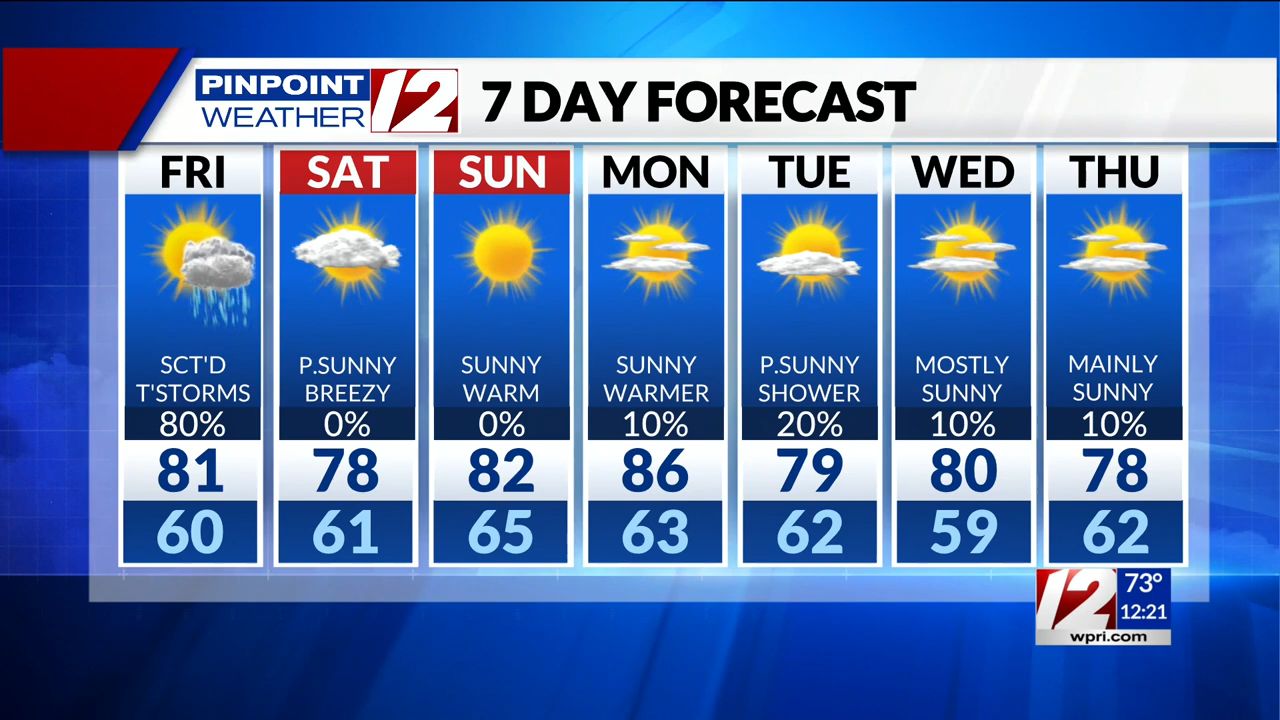 PINPOINT
WEATHER 12
7 DAY FORECAST
FRI SAT SUN MON TUE WED THU
SCT'D T'STORMS
P.SUNNY BREEZY
SUNNY WARM
SUNNY WARMER
P.SUNNY SHOWER
MOSTLY SUNNY
MAINLY SUNNY
80% 0% 0% 10% 20% 10% 10%
81 78 82 86 79 80 78
60 61 65 63 62 59 62
12 73°
12:21
wpri.com